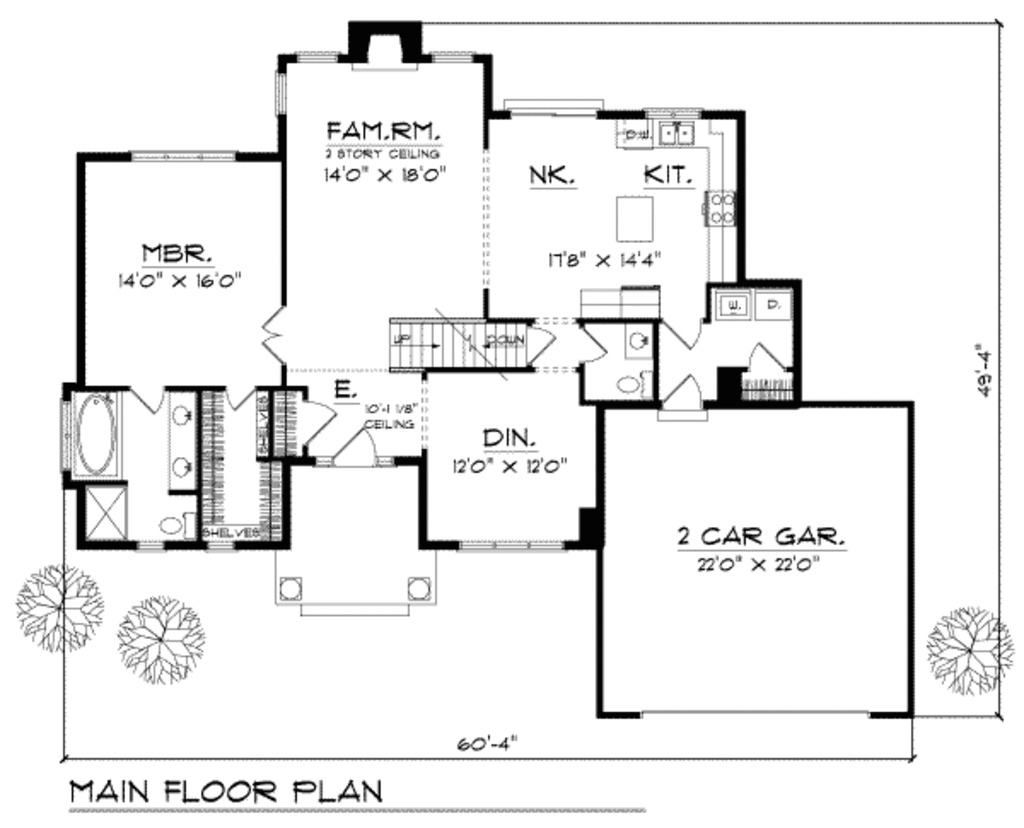 FAM.RM.
2 STORY CEILING
14'0" X 18'0"
D.W.
NK.
KIT.
MBR.
14'0" X 16'0"
17'8" X 14'4"
W.
D.
UP
DOWN
49'-4"
E.
10'-1 1/8"
CEILING
SHELVES
DIN.
12'0" X 12'0"
SHELVES
2 CAR GAR.
22'0" X 22'0"
60'-4"
MAIN FLOOR PLAN